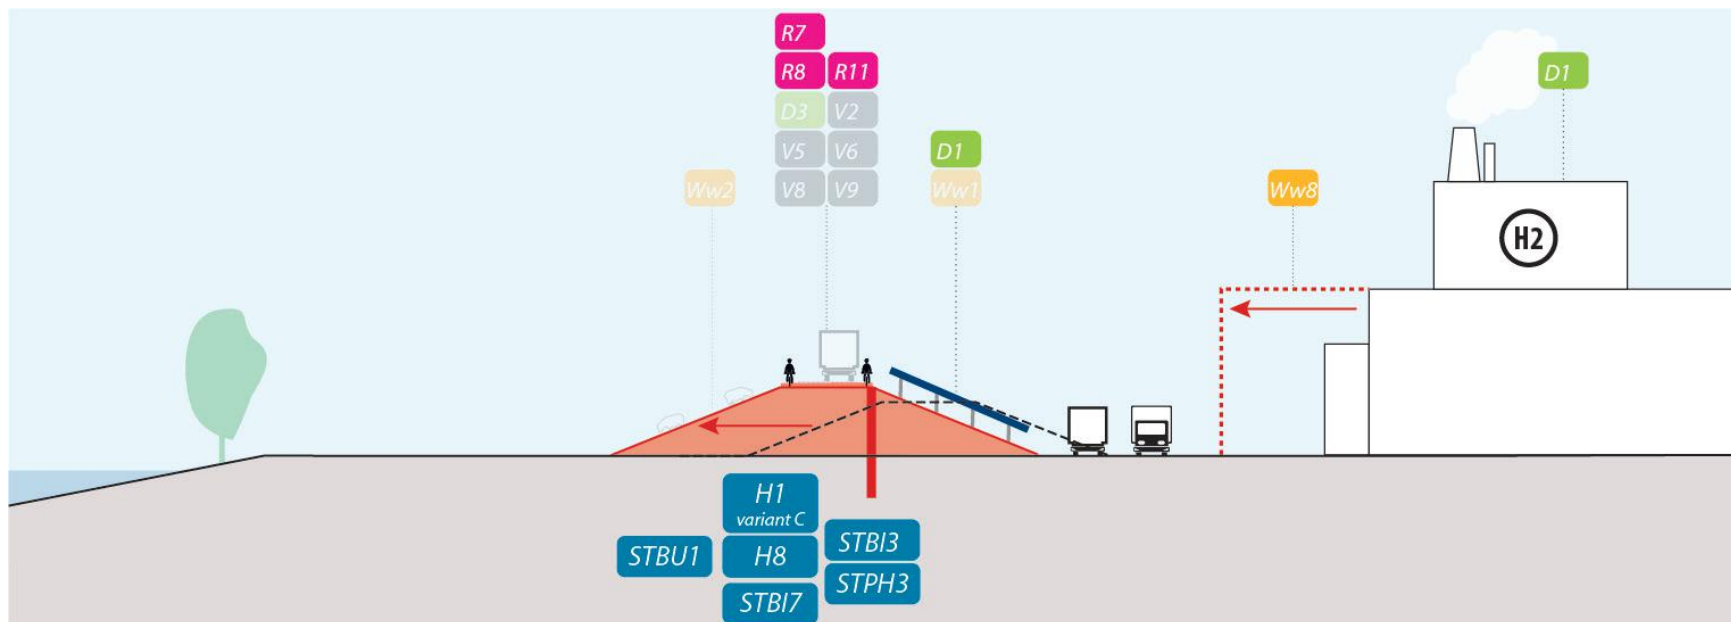 R7
R8 R11
D3 V2
V5 V6
V8 V9
Ww2
D1
Ww1
Ww8
D1
H2
H1
variant C
H8
STBU1
STBI3
STPH3
STBI7